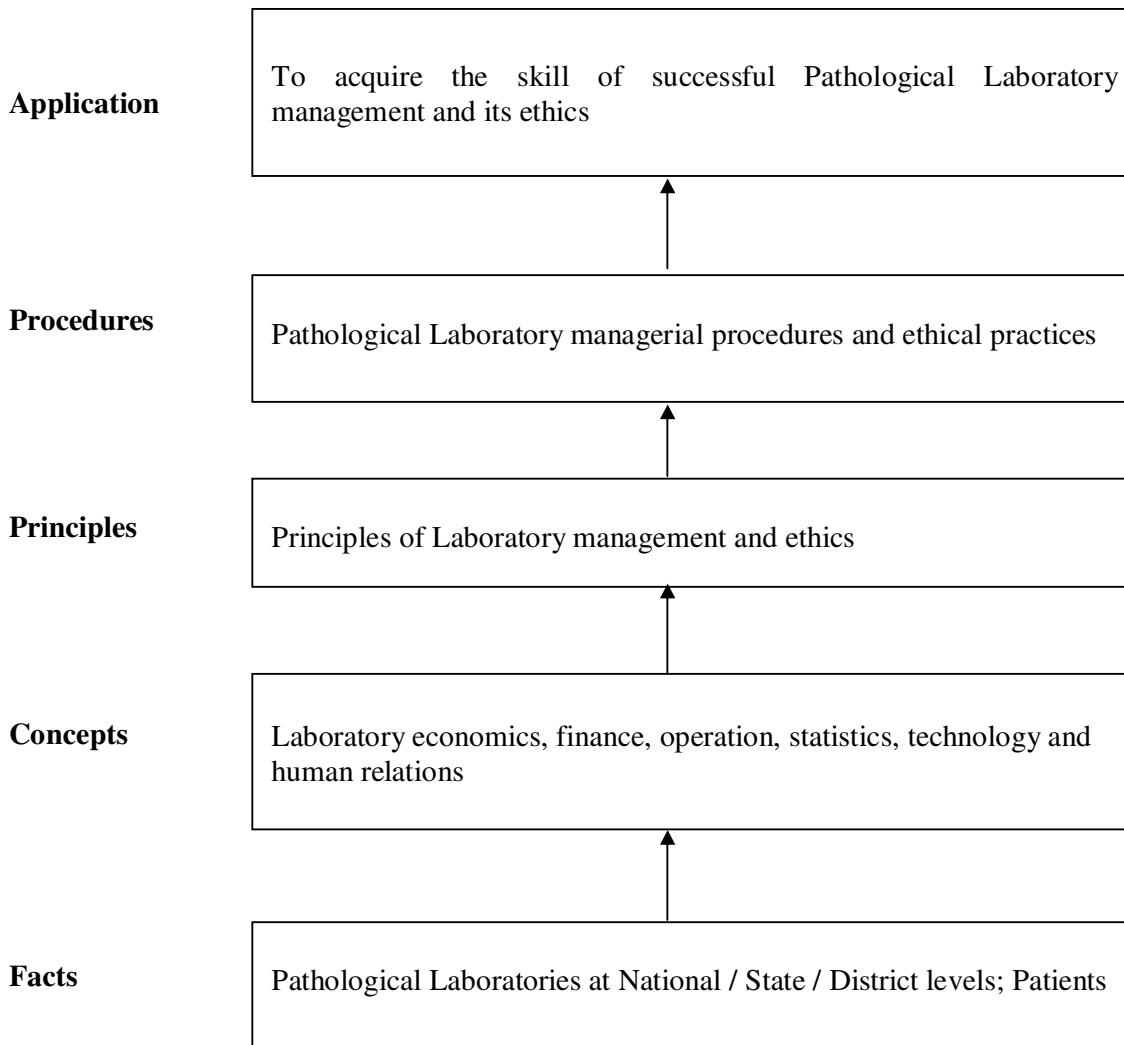 Application
To acquire the skill of successful Pathological Laboratory
management and its ethics
Procedures
Pathological Laboratory managerial procedures and ethical practices
Principles
Principles of Laboratory management and ethics
Concepts
Laboratory economics, finance, operation, statistics, technology and
human relations
Facts
Pathological Laboratories at National / State / District levels; Patients